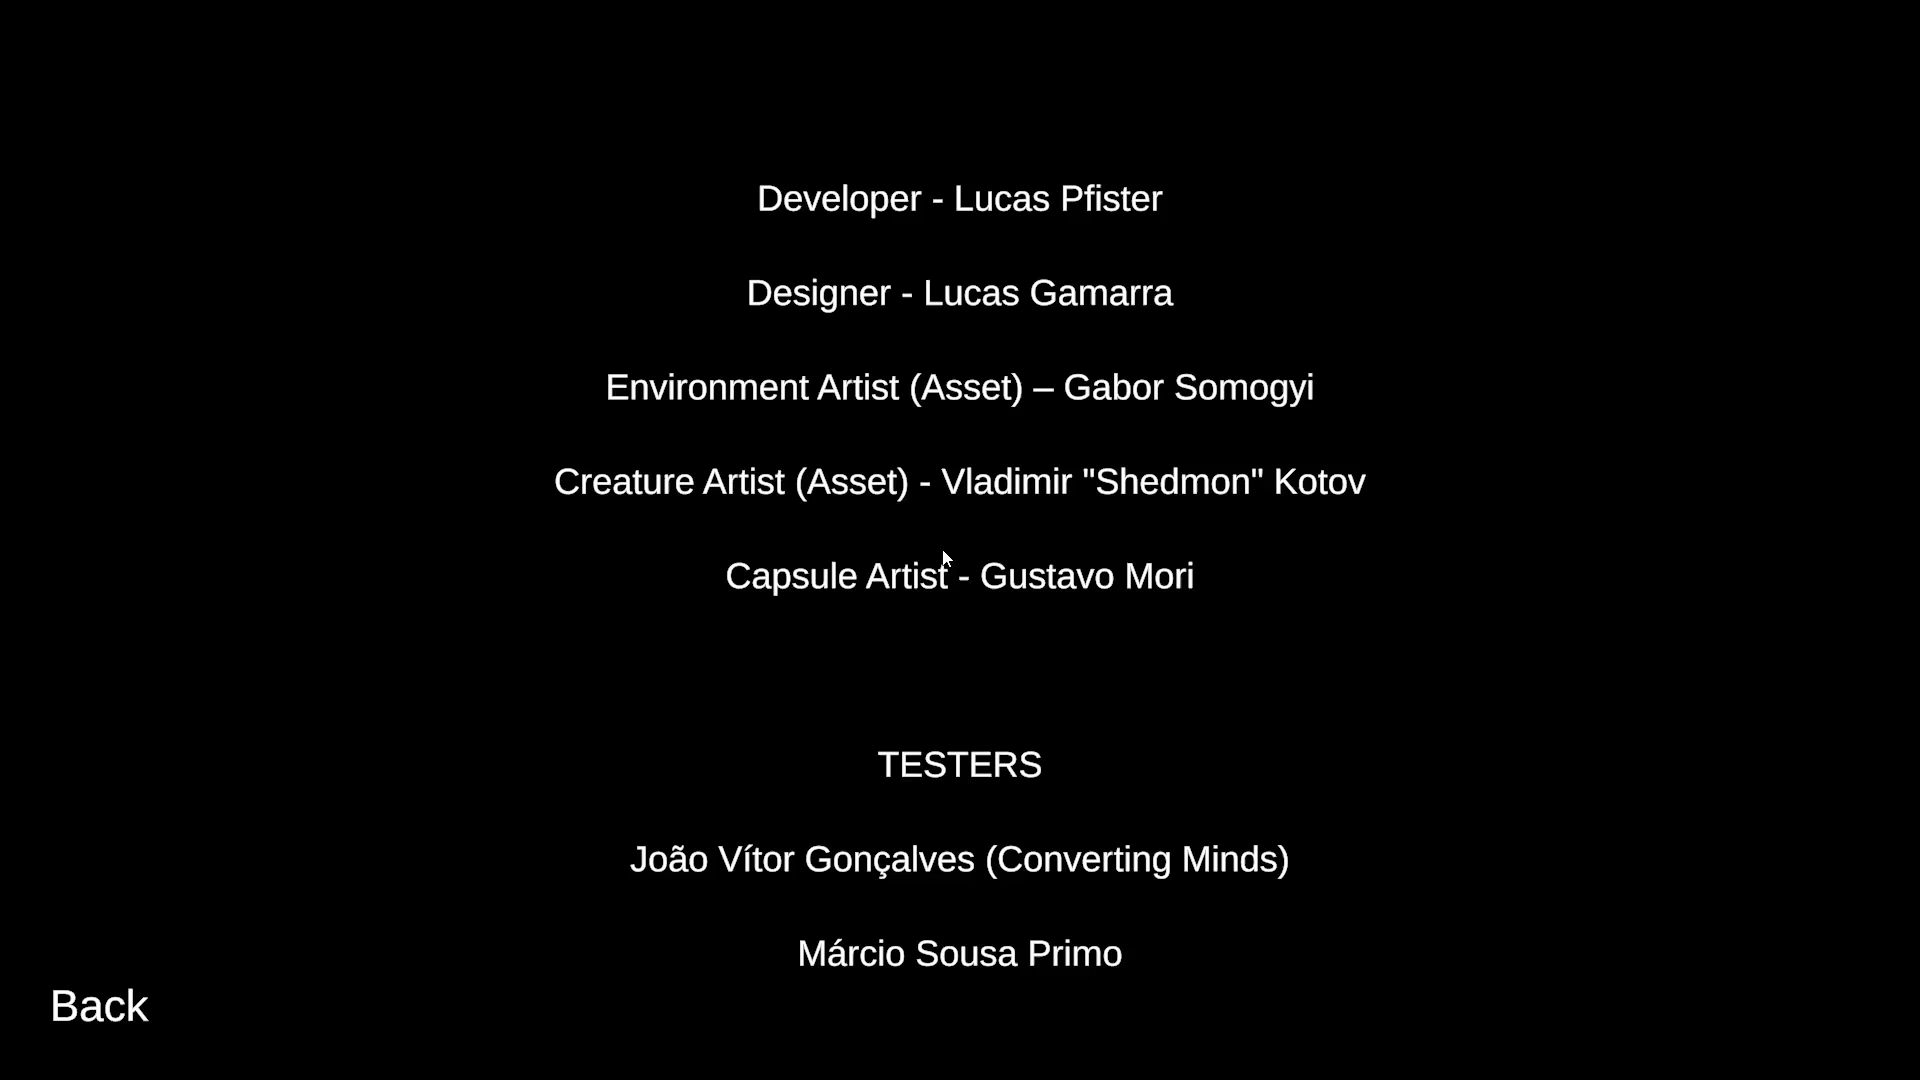 Developer - Lucas Pfister
Designer - Lucas Gamarra
Environment Artist (Asset) – Gabor Somogyi
Creature Artist (Asset) - Vladimir "Shedmon" Kotov
Capsule Artist - Gustavo Mori
TESTERS
João Vítor Gonçalves (Converting Minds)
Márcio Sousa Primo
Back